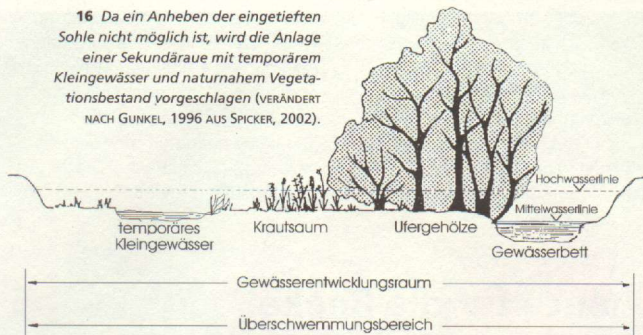 16 Da ein Anheben der eingetieften
Sohle nicht möglich ist, wird die Anlage
einer Sekundäraue mit temporärem
Kleingewässer und naturnahem Vegeta-
tionsbestand vorgeschlagen (VERÄNDERT
NACH GUNKEL, 1996 AUS SPICKER, 2002).
Hochwasserlinie
Mittelwasserlinie
temporäres
Kleingewässer
Krautsaum
Ufergehölze
Gewässerbett
Gewässerentwicklungsraum
Überschwemmungsbereich